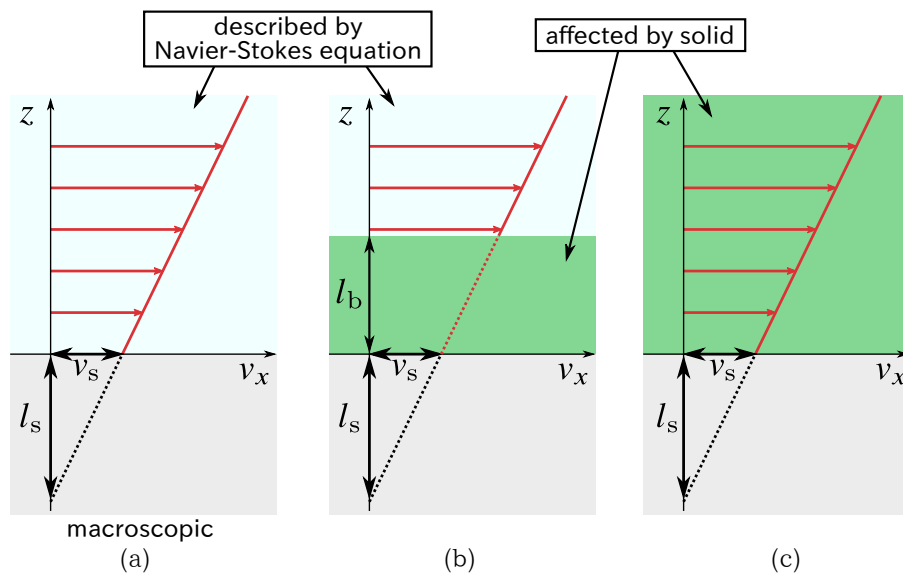 described by
Navier-Stokes equation
affected by solid
z
z
z
l_b
v_s
v_x
v_s
v_x
v_s
v_x
l_s
l_s
l_s
macroscopic
(a)
(b)
(c)